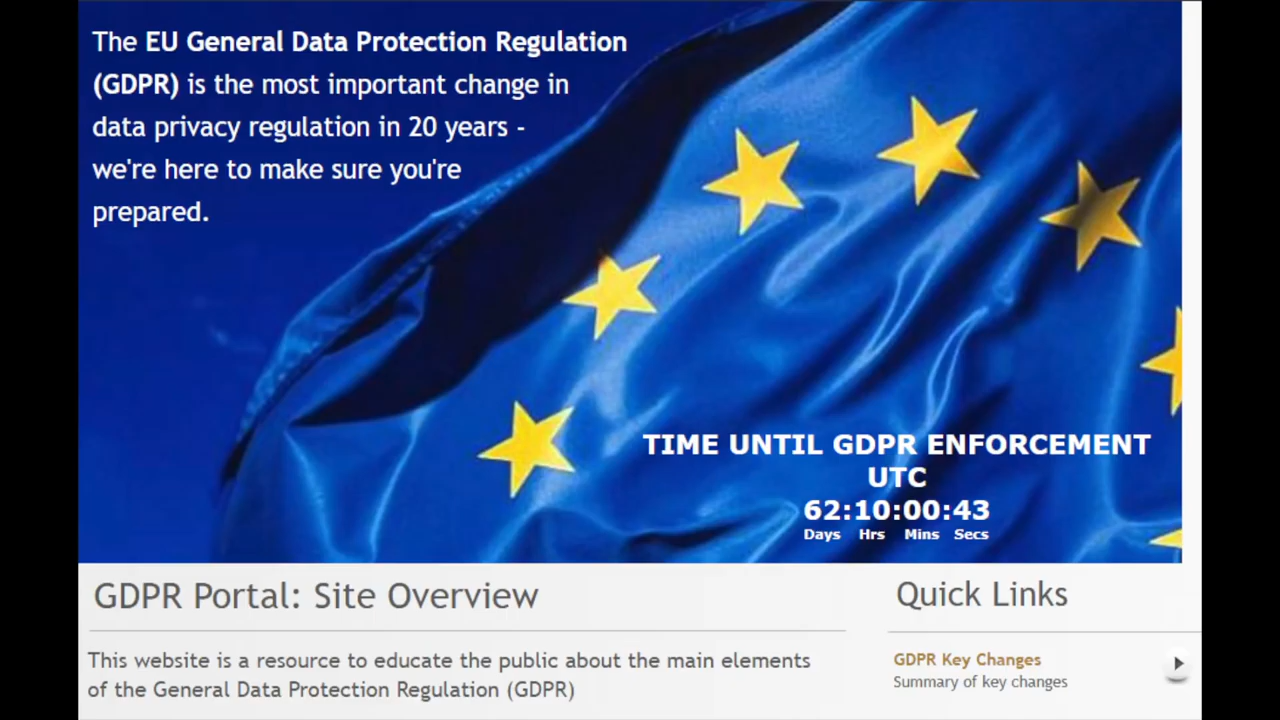 The EU General Data Protection Regulation
(GDPR) is the most important change in
data privacy regulation in 20 years -
we're here to make sure you're
prepared.
TIME UNTIL GDPR ENFORCEMENT
UTC
62:10:00:43
Days Hrs Mins Secs
GDPR Portal: Site Overview
This website is a resource to educate the public about the main elements
of the General Data Protection Regulation (GDPR)
Quick Links
GDPR Key Changes
Summary of key changes